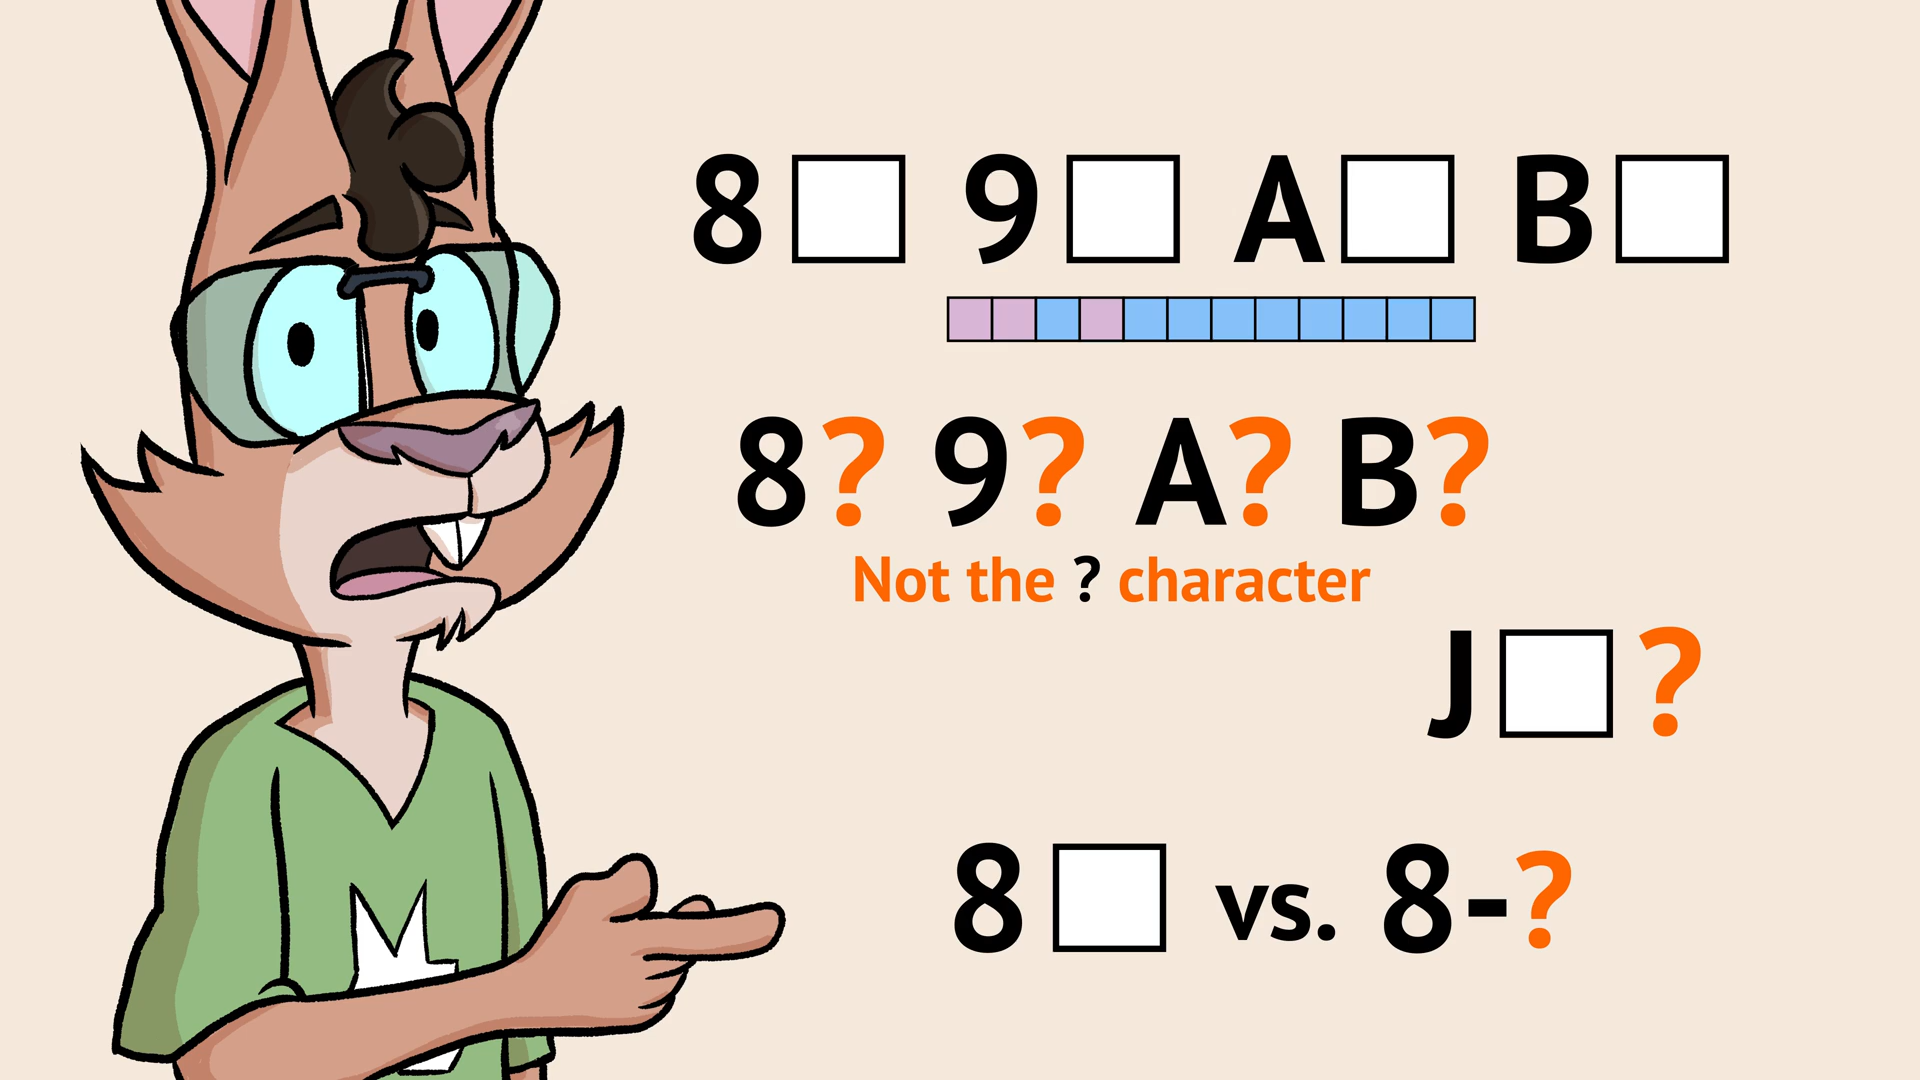 8□ 9□ A□ B□
8? 9? A? B?
Not the ? character
J□?
8□ vs. 8-?